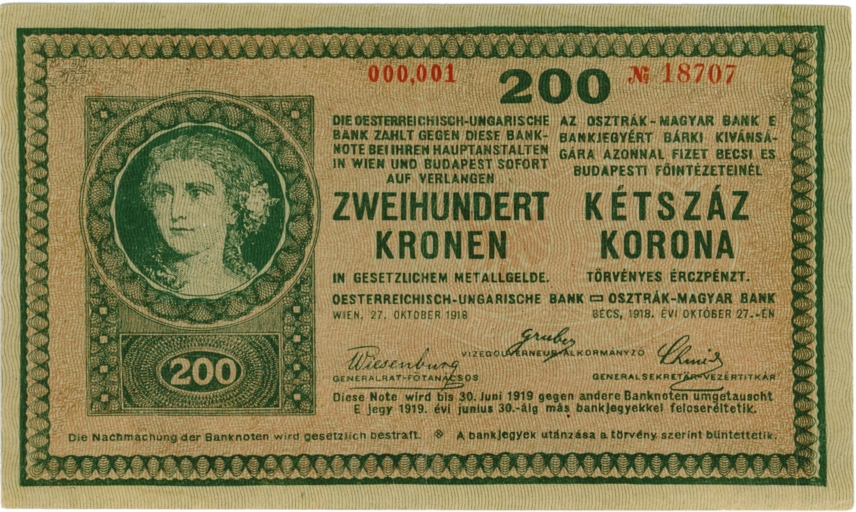 000,001
200
№ 18707
DIE OESTERREICHISCH-UNGARISCHE
BANK ZAHLT GEGEN DIESE BANK-
NOTE BEI IHREN HAUPTANSTALTEN
IN WIEN UND BUDAPEST SOFORT
AUF VERLANGEN
ZWEIHUNDERT
KRONEN
IN GESETZLICHEM METALLGELDE.
OESTERREICHISCH-UNGARISCHE BANK
WIEN, 27. OKTOBER 1918
AZ OSZTRÁK-MAGYAR BANK E
BANKJEGYÉRT BÁRKI KIVÁNSÁ-
GÁRA AZONNAL FIZET BECSI ES
BUDAPESTI FÖINTÉZETEINÉL
KÉTSZÁZ
KORONA
TÖRVÉNYES ÉRCZPÉNZT.
OSZTRÁK-MAGYAR BANK
BÉCS, 1918. ÉVI OKTÓBER 27.-ÉN
Gruber
VIZEGOUVERNEUR-ALKORMÁNYZÓ
Wiesenburg
GENERALRAT-FŐTANÁCSOS
GENERALSEKRETÄR-VEZÉRTITKÁR
200
Diese Note wird bis 30. Juni 1919 gegen andere Banknoten umgetauscht
E jegy 1919. évi junius 30.-áig más bankjegyekkel feloseréltetik.
Die Nachmachung der Banknoten wird gesetzlich bestraft. A bankjegyek utánzása a törvény szerint büntettetik.